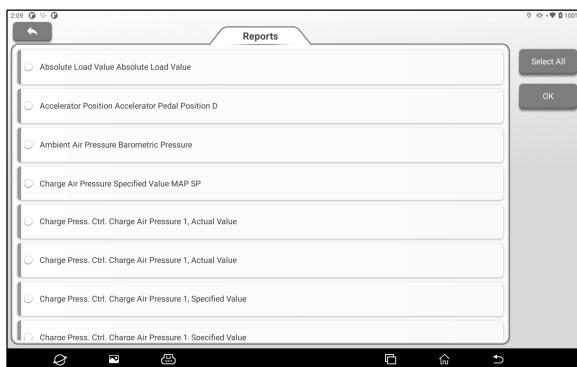 2:09
100%
Reports
Absolute Load Value Absolute Load Value
Select All
Accelerator Position Accelerator Pedal Position D
OK
Ambient Air Pressure Barometric Pressure
Charge Air Pressure Specified Value MAP SP
Charge Press. Ctrl. Charge Air Pressure 1, Actual Value
Charge Press. Ctrl. Charge Air Pressure 1, Actual Value
Charge Press. Ctrl. Charge Air Pressure 1, Specified Value
Charge Press. Ctrl. Charge Air Pressure 1, Specified Value